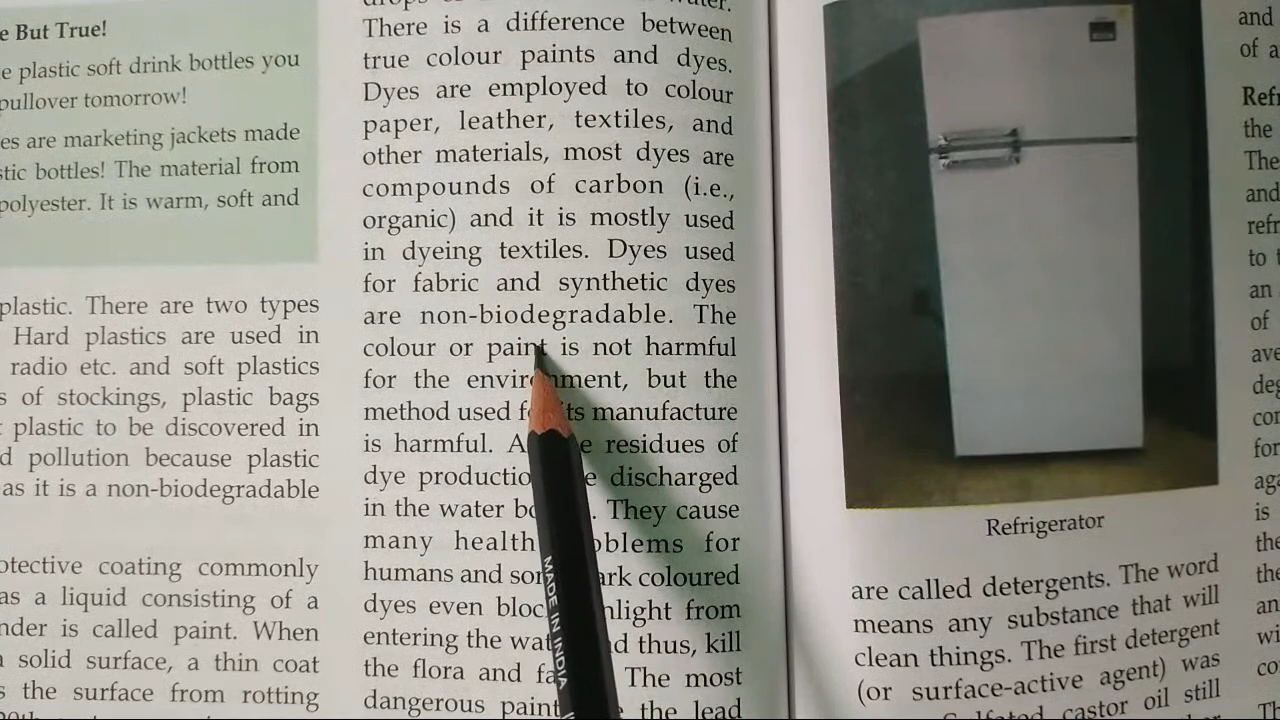 e But True!
e plastic soft drink bottles you
pullover tomorrow!
es are marketing jackets made
stic bottles! The material from
polyester. It is warm, soft and
plastic. There are two types
Hard plastics are used in
radio etc. and soft plastics
s of stockings, plastic bags
plastic to be discovered in
d pollution because plastic
as it is a non-biodegradable
otective coating commonly
as a liquid consisting of a
nder is called paint. When
solid surface, a thin coat
s the surface from rotting
water.
There is a difference between
true colour paints and dyes.
Dyes are employed to colour
paper, leather, textiles, and
other materials, most dyes are
compounds of carbon (i.e.,
organic) and it is mostly used
in dyeing textiles. Dyes used
for fabric and synthetic dyes
are non-biodegradable. The
colour or paint is not harmful
for the envir nment, but the
method used f its manufacture
is harmful. A e residues of
dye productio e discharged
in the water bo . They cause
many health oblems for
humans and so ark coloured
dyes even bloc nlight from
entering the wat d thus, kill
the flora and fa The most
dangerous paint the lead
MADE IN INDIA
Refrigerator
are called detergents. The word
means any substance that will
clean things. The first detergent
(or surface-active agent) was
castor oil still
and
of a
Refr
the
The
and
refr
to
an
of
ave
deg
con
for
aga
is
the
the
an
wi
co
Th